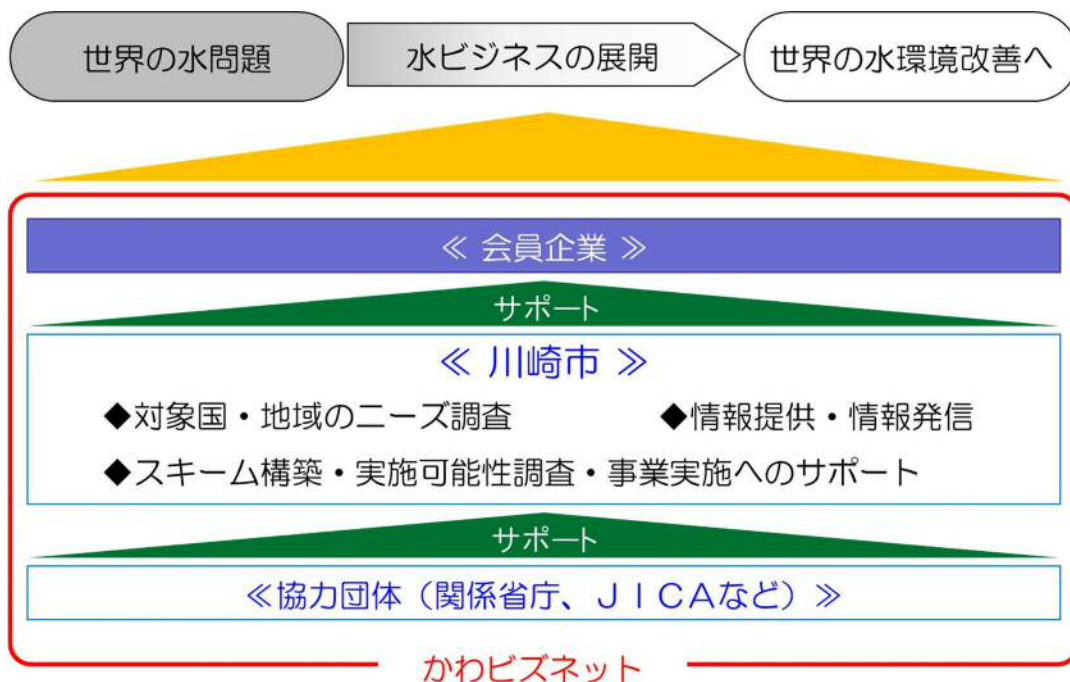 世界の水問題
水ビジネスの展開
世界の水環境改善へ
≪ 会員企業 ≫
サポート
≪ 川崎市 ≫
◆対象国・地域のニーズ調査
◆情報提供・情報発信
◆スキーム構築・実施可能性調査・事業実施へのサポート
サポート
≪協力団体（関係省庁、ＪＩＣＡなど）≫
かわビズネット